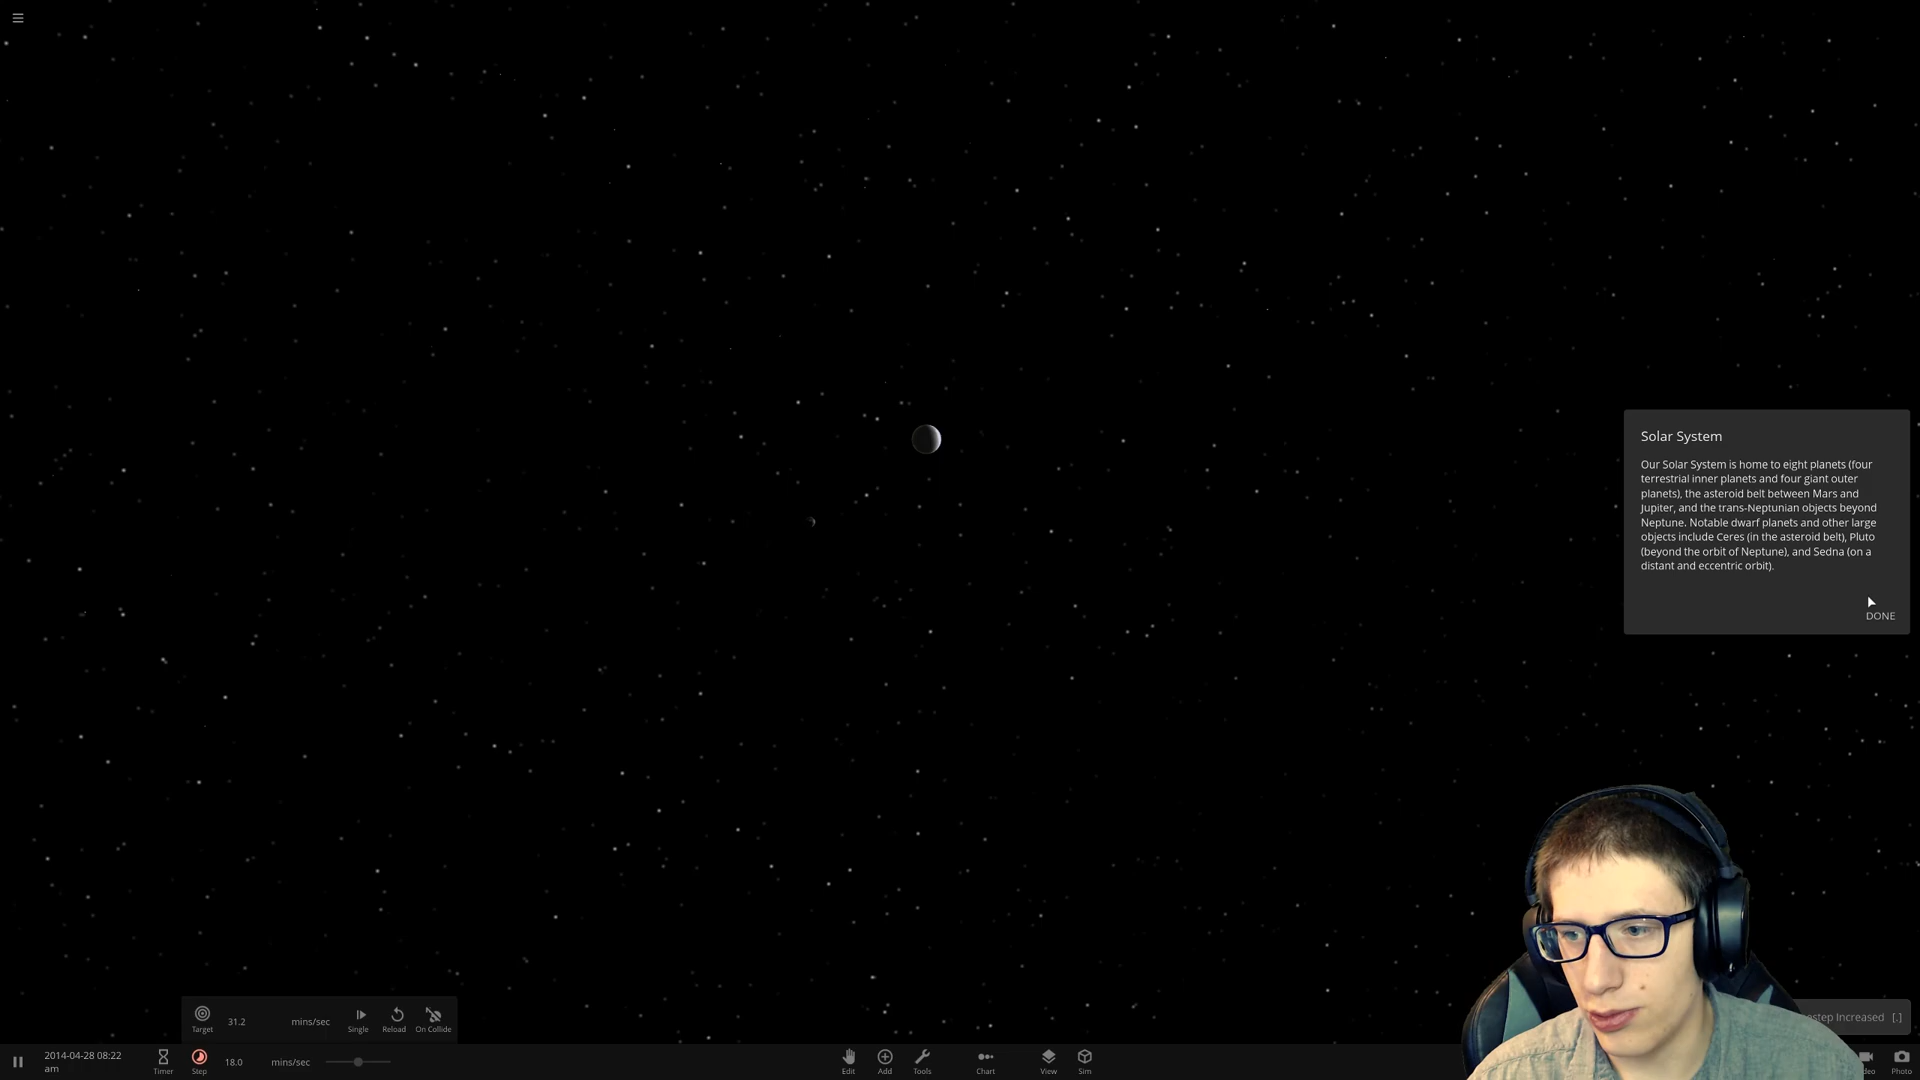 Solar System
Our Solar System is home to eight planets (four
terrestrial inner planets and four giant outer
planets), the asteroid belt between Mars and
Jupiter, and the trans-Neptunian objects beyond
Neptune. Notable dwarf planets and other large
objects include Ceres (in the asteroid belt), Pluto
(beyond the orbit of Neptune), and Sedna (on a
distant and eccentric orbit).
DONE
Target
31.2
mins/sec
Single
Reload
On Collide
Increased [.]
2014-04-28 08:22
am
Timer
Step
18.0
mins/sec
Edit
Add
Tools
Chart
View
Sim
Photo